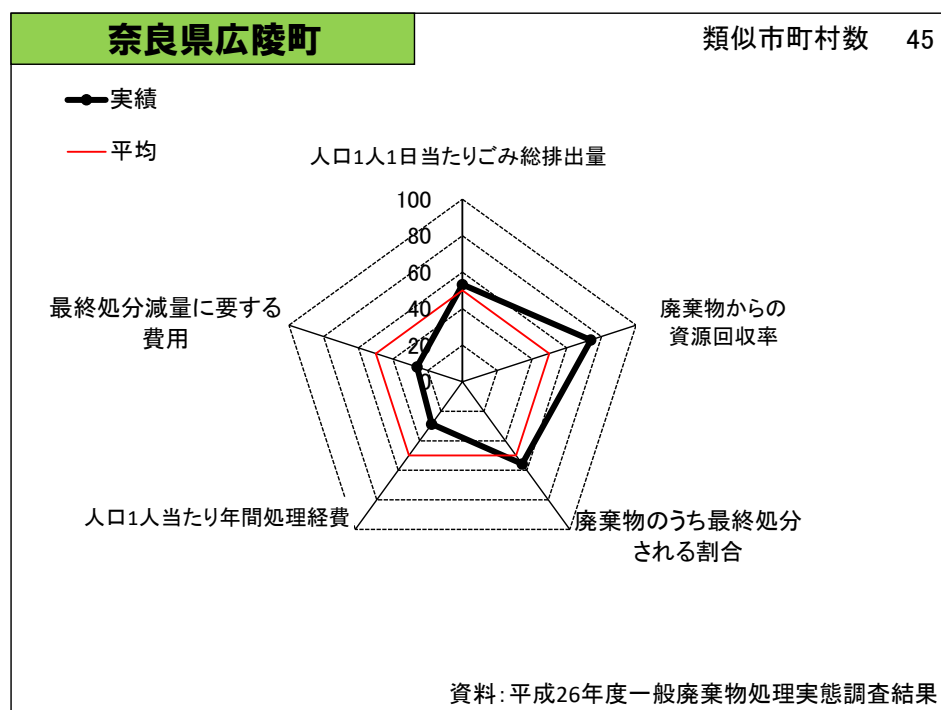 奈良県広陵町
類似市町村数 45
実績
平均
人口1人1日当たりごみ総排出量
100
80
60
40
20
0
廃棄物からの
資源回収率
廃棄物のうち最終処分
される割合
人口1人当たり年間処理経費
最終処分減量に要する
費用
資料:平成26年度一般廃棄物処理実態調査結果